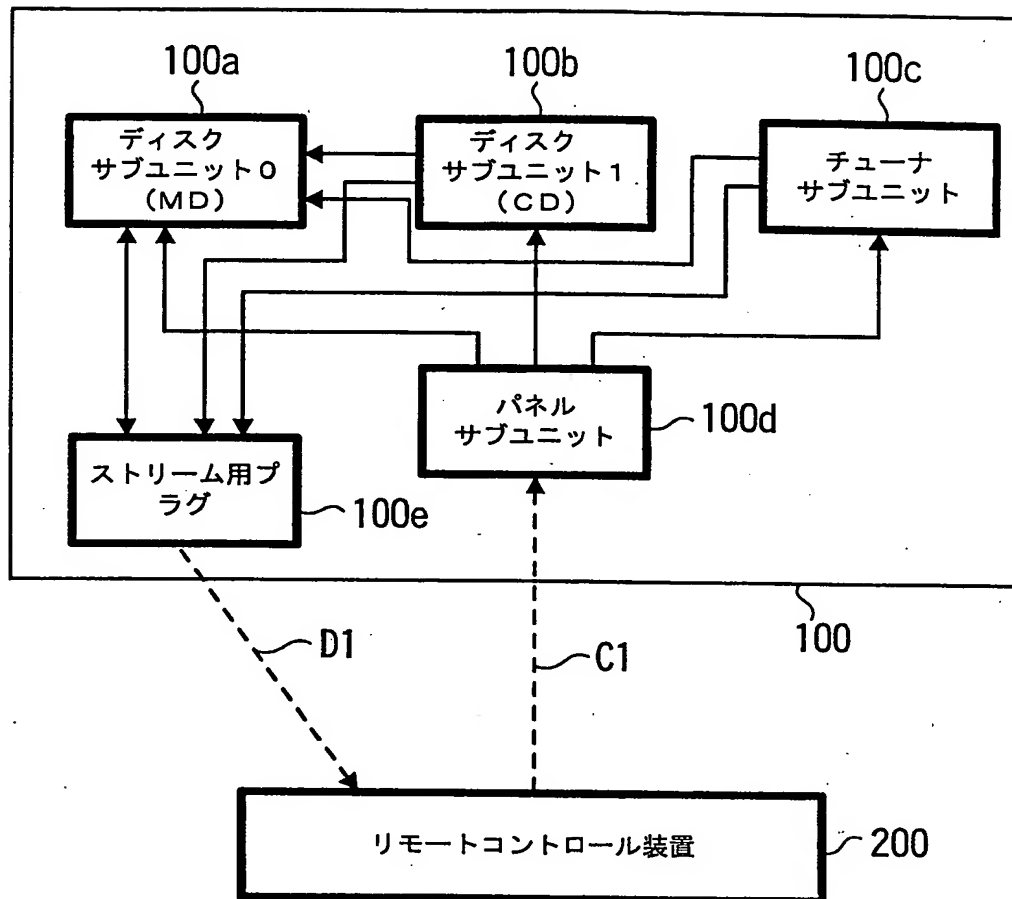 100a
100b
100c
ディスク
サブユニット0
(MD)
ディスク
サブユニット1
(CD)
チューナ
サブユニット
パネル
サブユニット
100d
ストリーム用プ
ラグ
100e
100
D1
C1
リモートコントロール装置
200